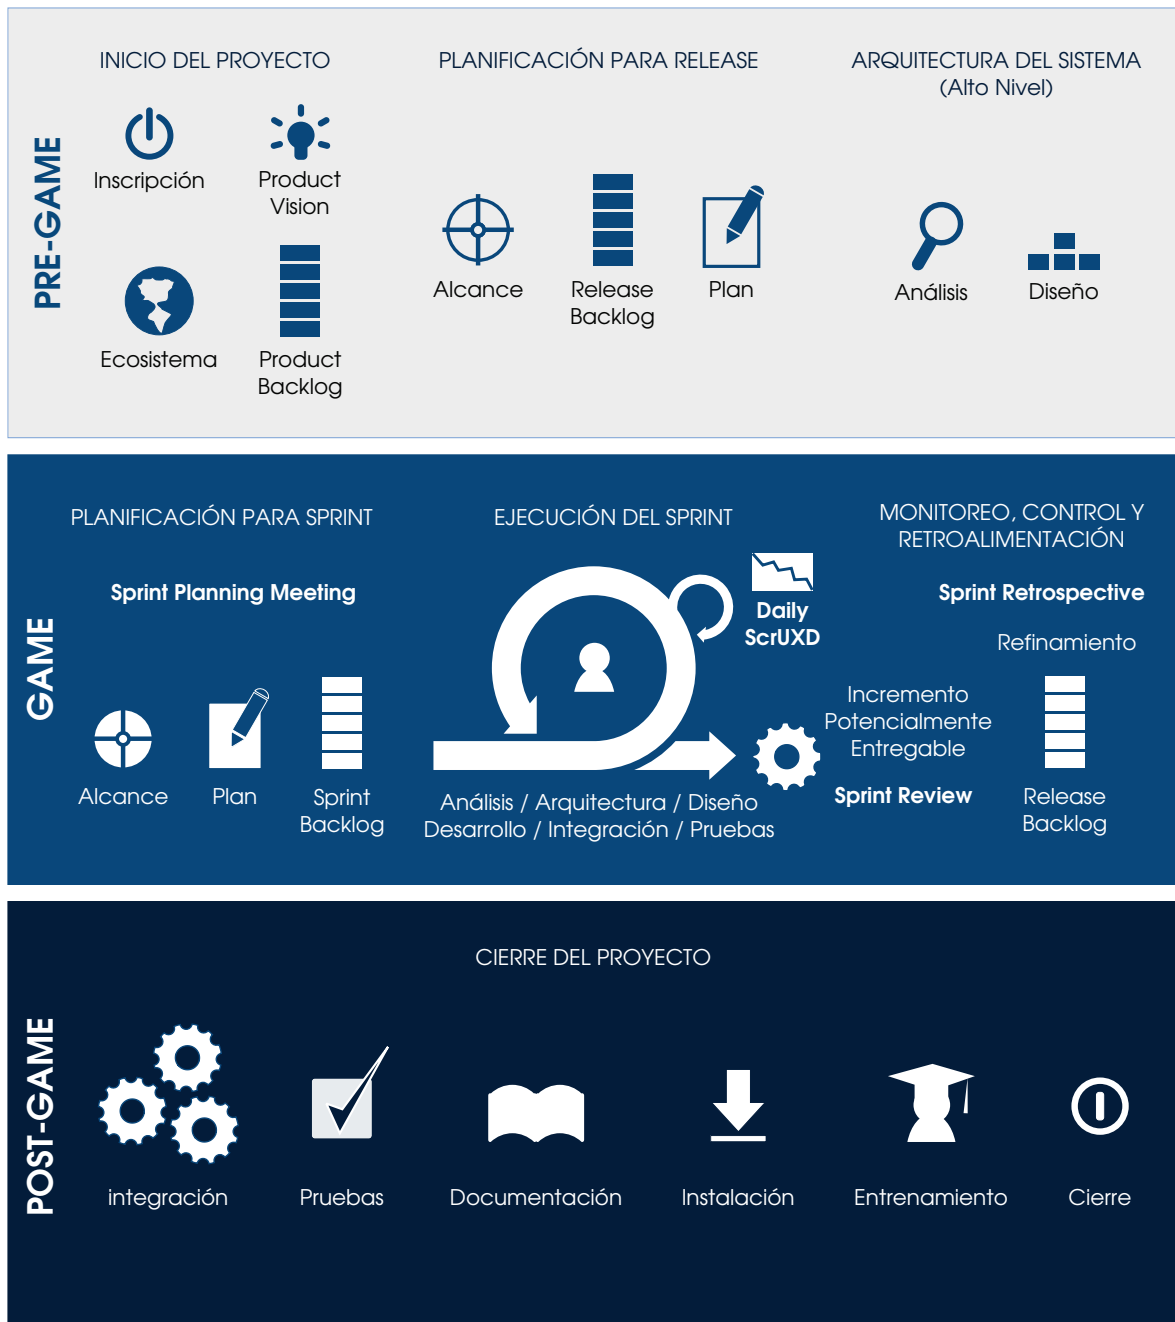 PRE-GAME
INICIO DEL PROYECTO
Inscripción
Product
Vision
Ecosistema
Product
Backlog
PLANIFICACIÓN PARA RELEASE
Alcance
Release
Backlog
Plan
ARQUITECTURA DEL SISTEMA
(Alto Nivel)
Análisis
Diseño
GAME
PLANIFICACIÓN PARA SPRINT
Sprint Planning Meeting
Alcance
Plan
Sprint
Backlog
EJECUCIÓN DEL SPRINT
Daily
ScrUXD
Análisis / Arquitectura / Diseño
Desarrollo / Integración / Pruebas
MONITOREO, CONTROL Y
RETROALIMENTACIÓN
Sprint Retrospective
Refinamiento
Incremento
Potencialmente
Entregable
Sprint Review
Release
Backlog
POST-GAME
CIERRE DEL PROYECTO
integración
Pruebas
Documentación
Instalación
Entrenamiento
Cierre